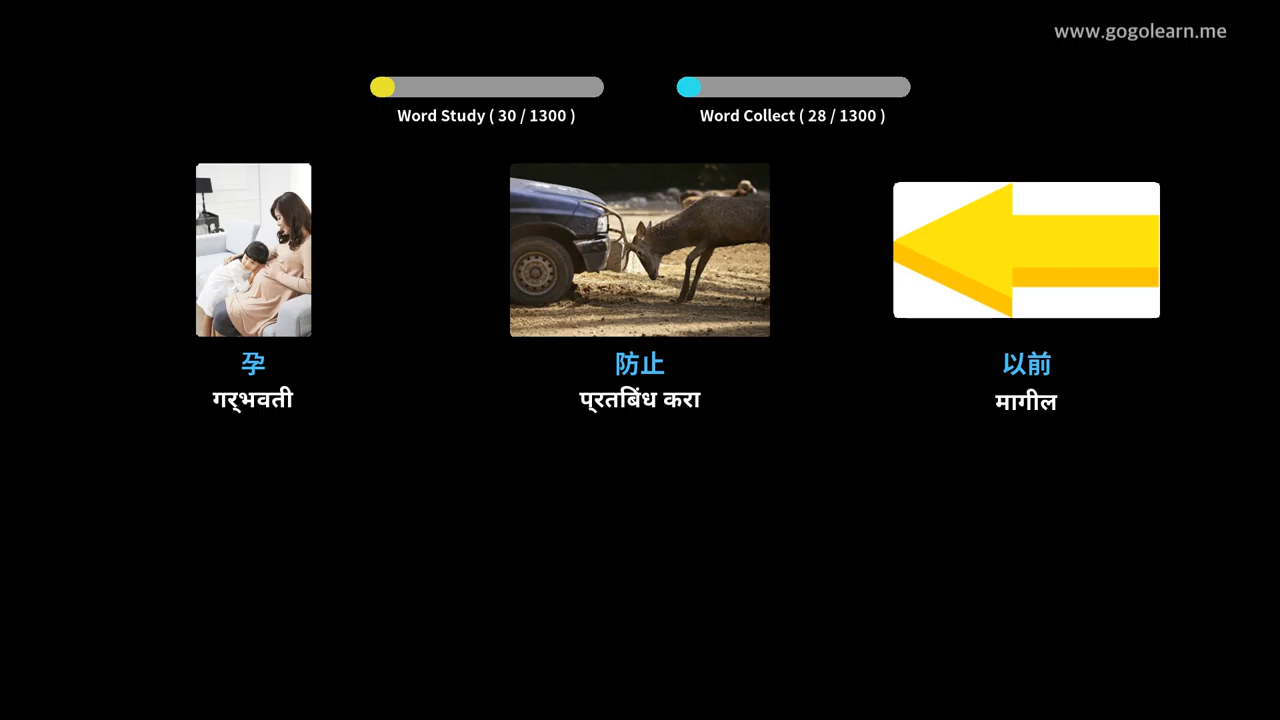 www.gogolearn.me
Word Study ( 30 / 1300 )
Word Collect ( 28 / 1300 )
孕
防止
以前
गर्भवती
प्रतबिंध करा
मागील